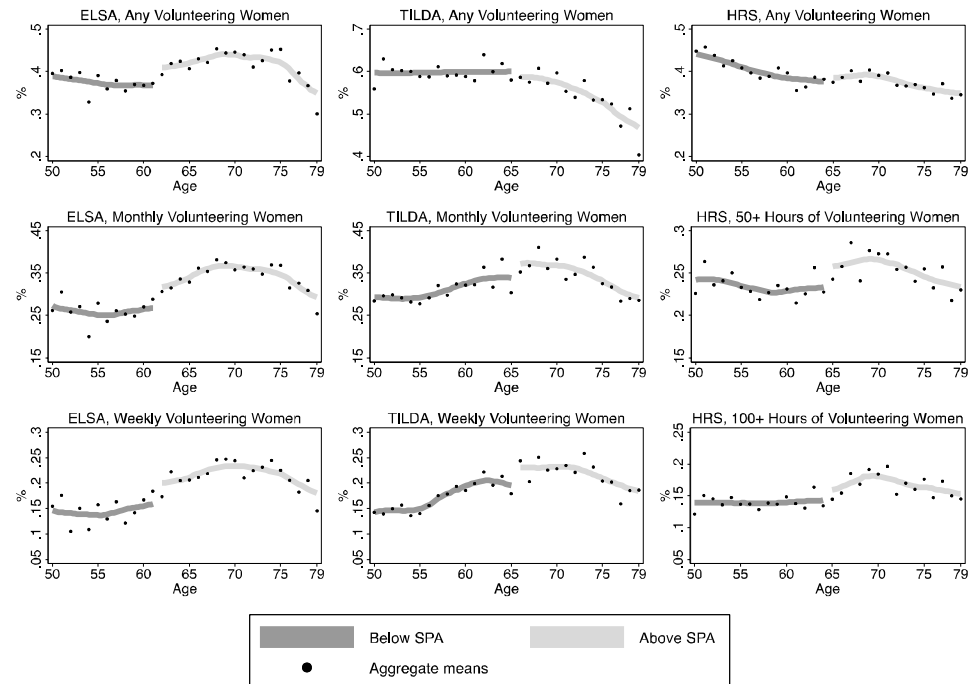 ELSA, Any Volunteering Women
%
.2 .3 .4 .5
50 55 60 65 70 75 79
Age
TILDA, Any Volunteering Women
%
.4 .5 .6 .7
50 55 60 65 70 75 79
Age
HRS, Any Volunteering Women
%
.2 .3 .4 .5
50 55 60 65 70 75 79
Age
ELSA, Monthly Volunteering Women
%
.15 .25 .35 .45
50 55 60 65 70 75 79
Age
TILDA, Monthly Volunteering Women
%
.15 .25 .35 .45
50 55 60 65 70 75 79
Age
HRS, 50+ Hours of Volunteering Women
%
.15 .2 .25 .3
50 55 60 65 70 75 79
Age
ELSA, Weekly Volunteering Women
%
.05 .1 .15 .2 .25 .3
50 55 60 65 70 75 79
Age
TILDA, Weekly Volunteering Women
%
.05 .1 .15 .2 .25 .3
50 55 60 65 70 75 79
Age
HRS, 100+ Hours of Volunteering Women
%
.05 .1 .15 .2 .25
50 55 60 65 70 75 79
Age
Below SPA
Above SPA
Aggregate means